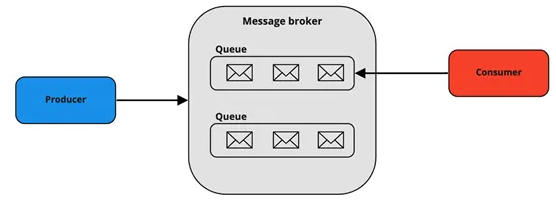 Message broker
Queue
Producer
Consumer
Queue